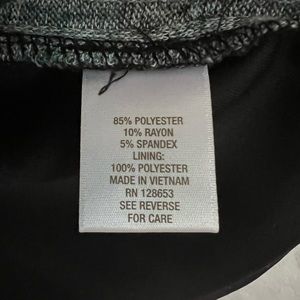 85% POLYESTER
10% RAYON
5% SPANDEX
LINING:
100% POLYESTER
MADE IN VIETNAM
RN 128653
SEE REVERSE
FOR CARE